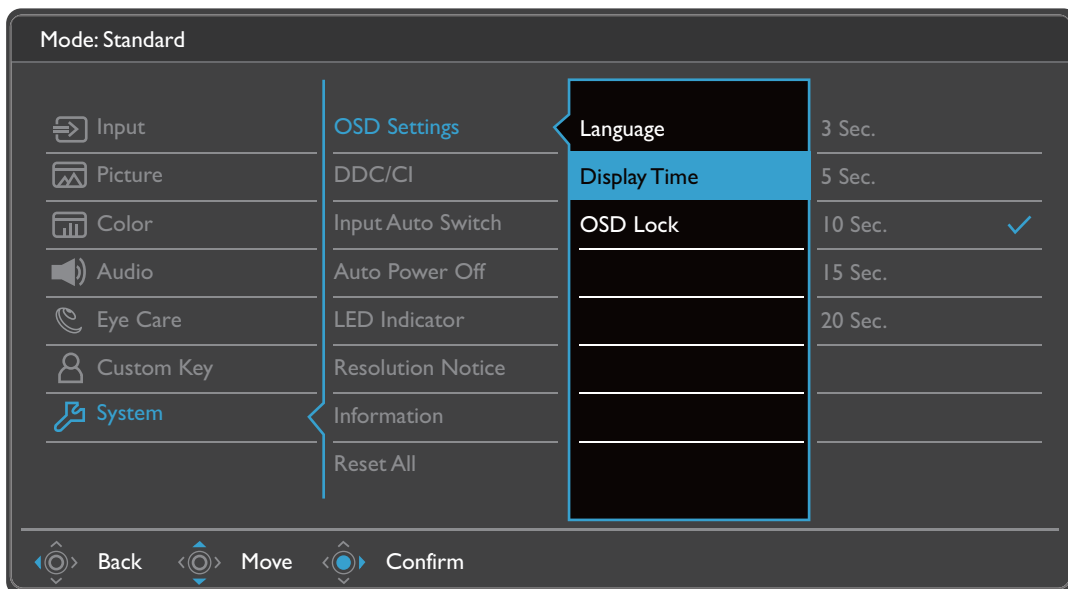 Mode: Standard
Input
Picture
Color
Audio
Eye Care
Custom Key
System
OSD Settings
DDC/CI
Input Auto Switch
Auto Power Off
LED Indicator
Resolution Notice
Information
Reset All
Language
Display Time
OSD Lock
3 Sec.
5 Sec.
10 Sec.
15 Sec.
20 Sec.
Back Move Confirm